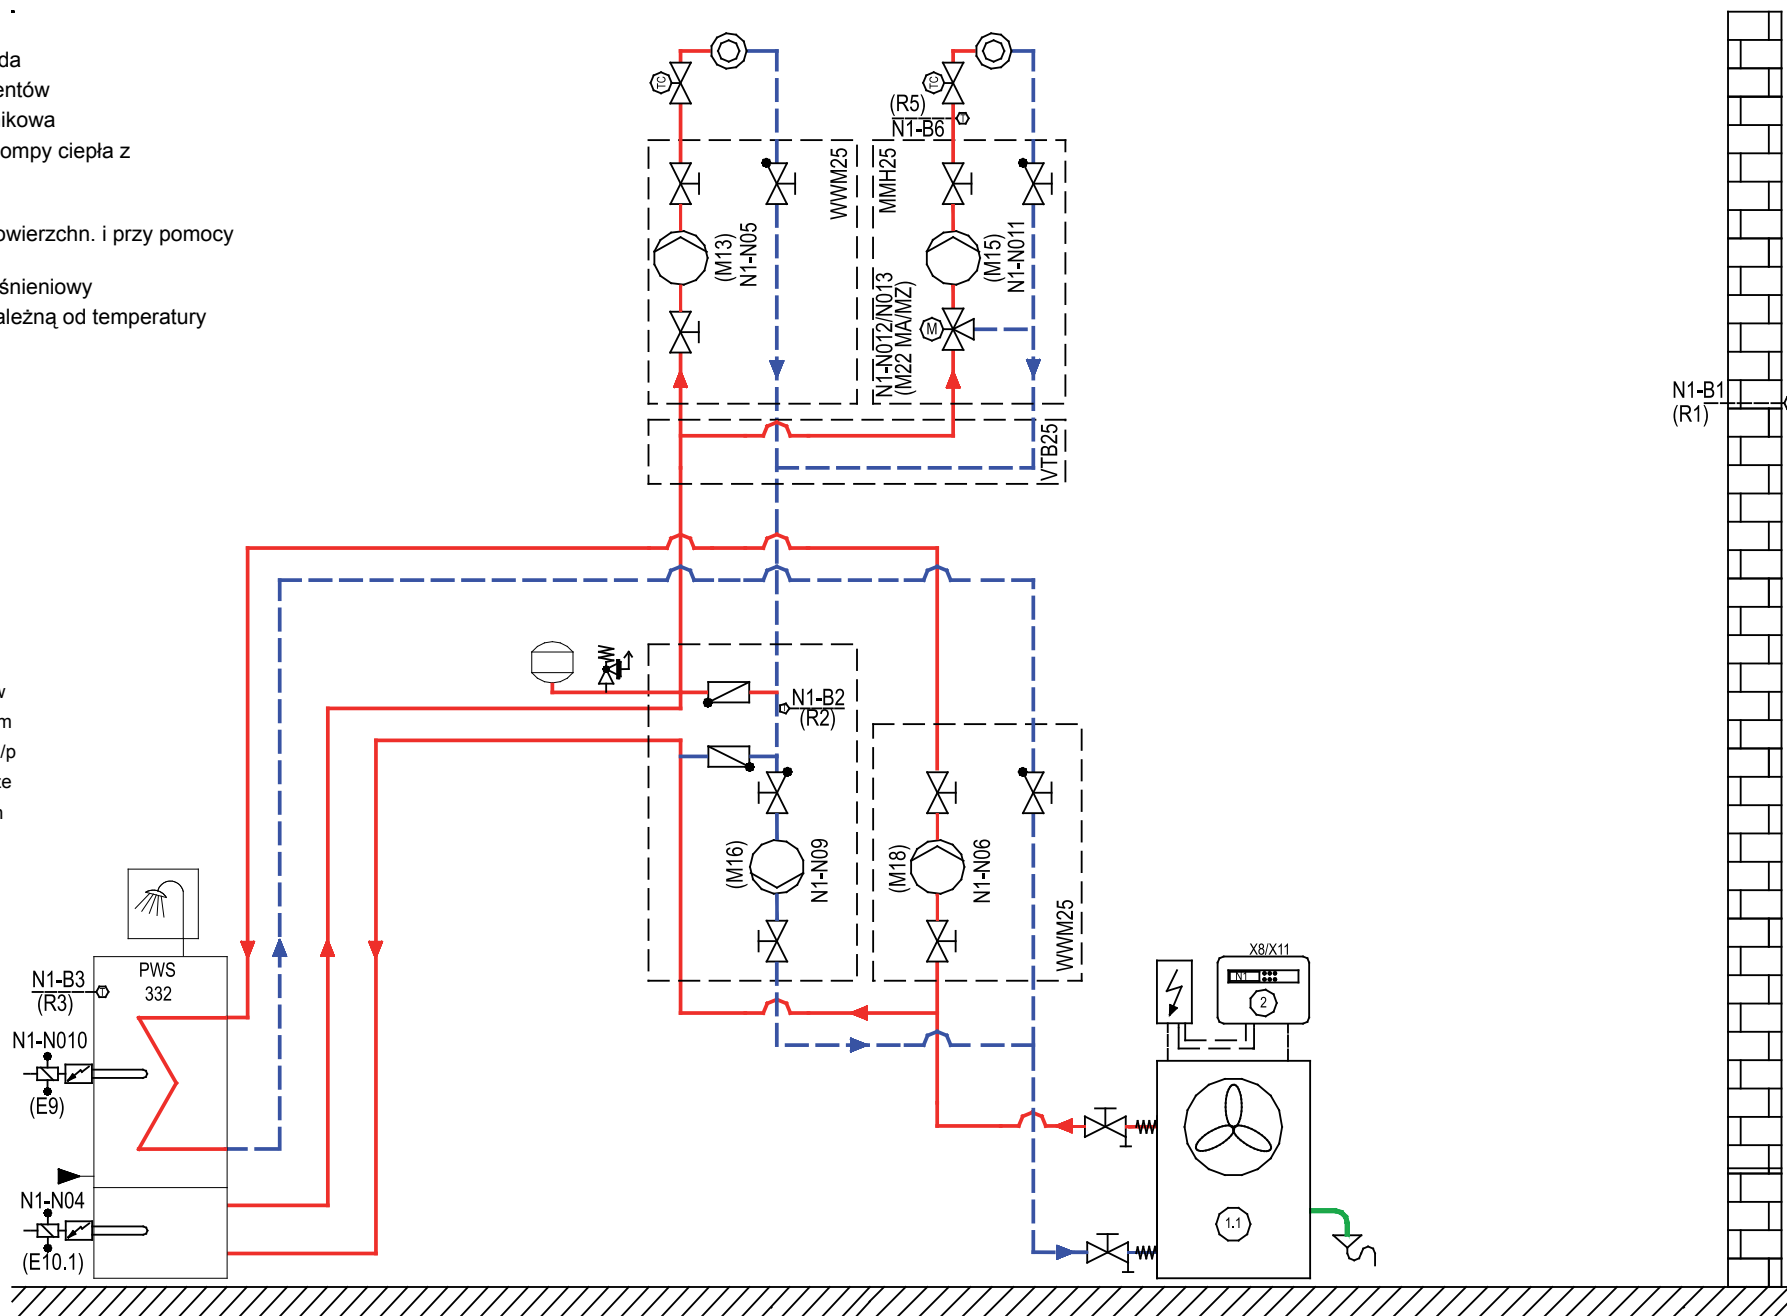 da
entów
ikowa
ompy ciepła z
owierzchn. i przy pomocy
śnieniowy
ależną od temperatury
TC
TC
(R5)
N1-B6
WWM25
MMH25
(M13)
N1-N05
(M15)
N1-N011
N1-N012/N013
(M22 MA/MZ)
M
VTB25
N1-B1
(R1)
w
m
/p
te
n
N1-B2
(R2)
(M16)
N1-N09
(M18)
N1-N06
WWM25
PWS
332
N1-B3
(R3)
N1-N010
(E9)
N1-N04
(E10.1)
X8/X11
N1
2
1.1